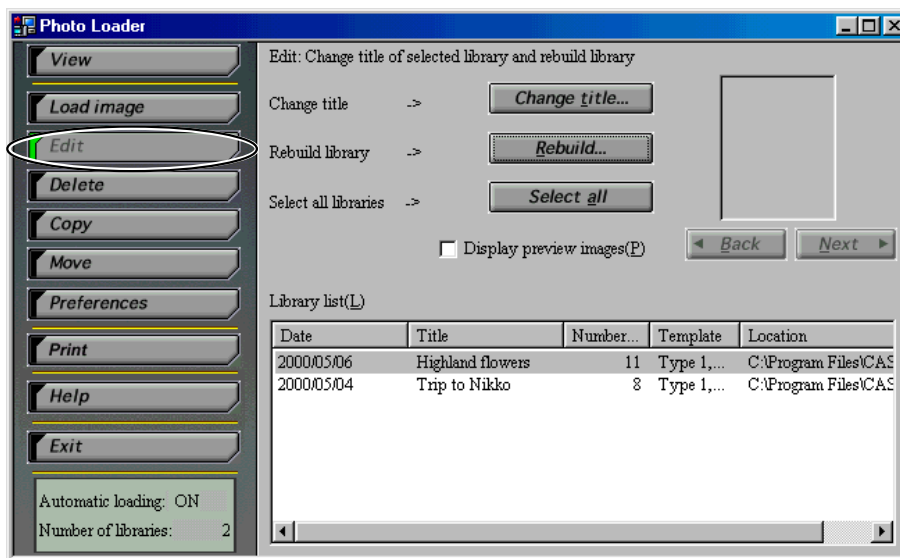 Photo Loader
View
Load image
Edit
Delete
Copy
Move
Preferences
Print
Help
Exit
Automatic loading: ON
Number of libraries: 2
Edit: Change title of selected library and rebuild library
Change title -> Change title...
Rebuild library -> Rebuild...
Select all libraries -> Select all
Display preview images(P)
Back Next
Library list(L)
Date Title Number... Template Location
2000/05/06 Highland flowers 11 Type 1,... C:\Program Files\CAS
2000/05/04 Trip to Nikko 8 Type 1,... C:\Program Files\CAS